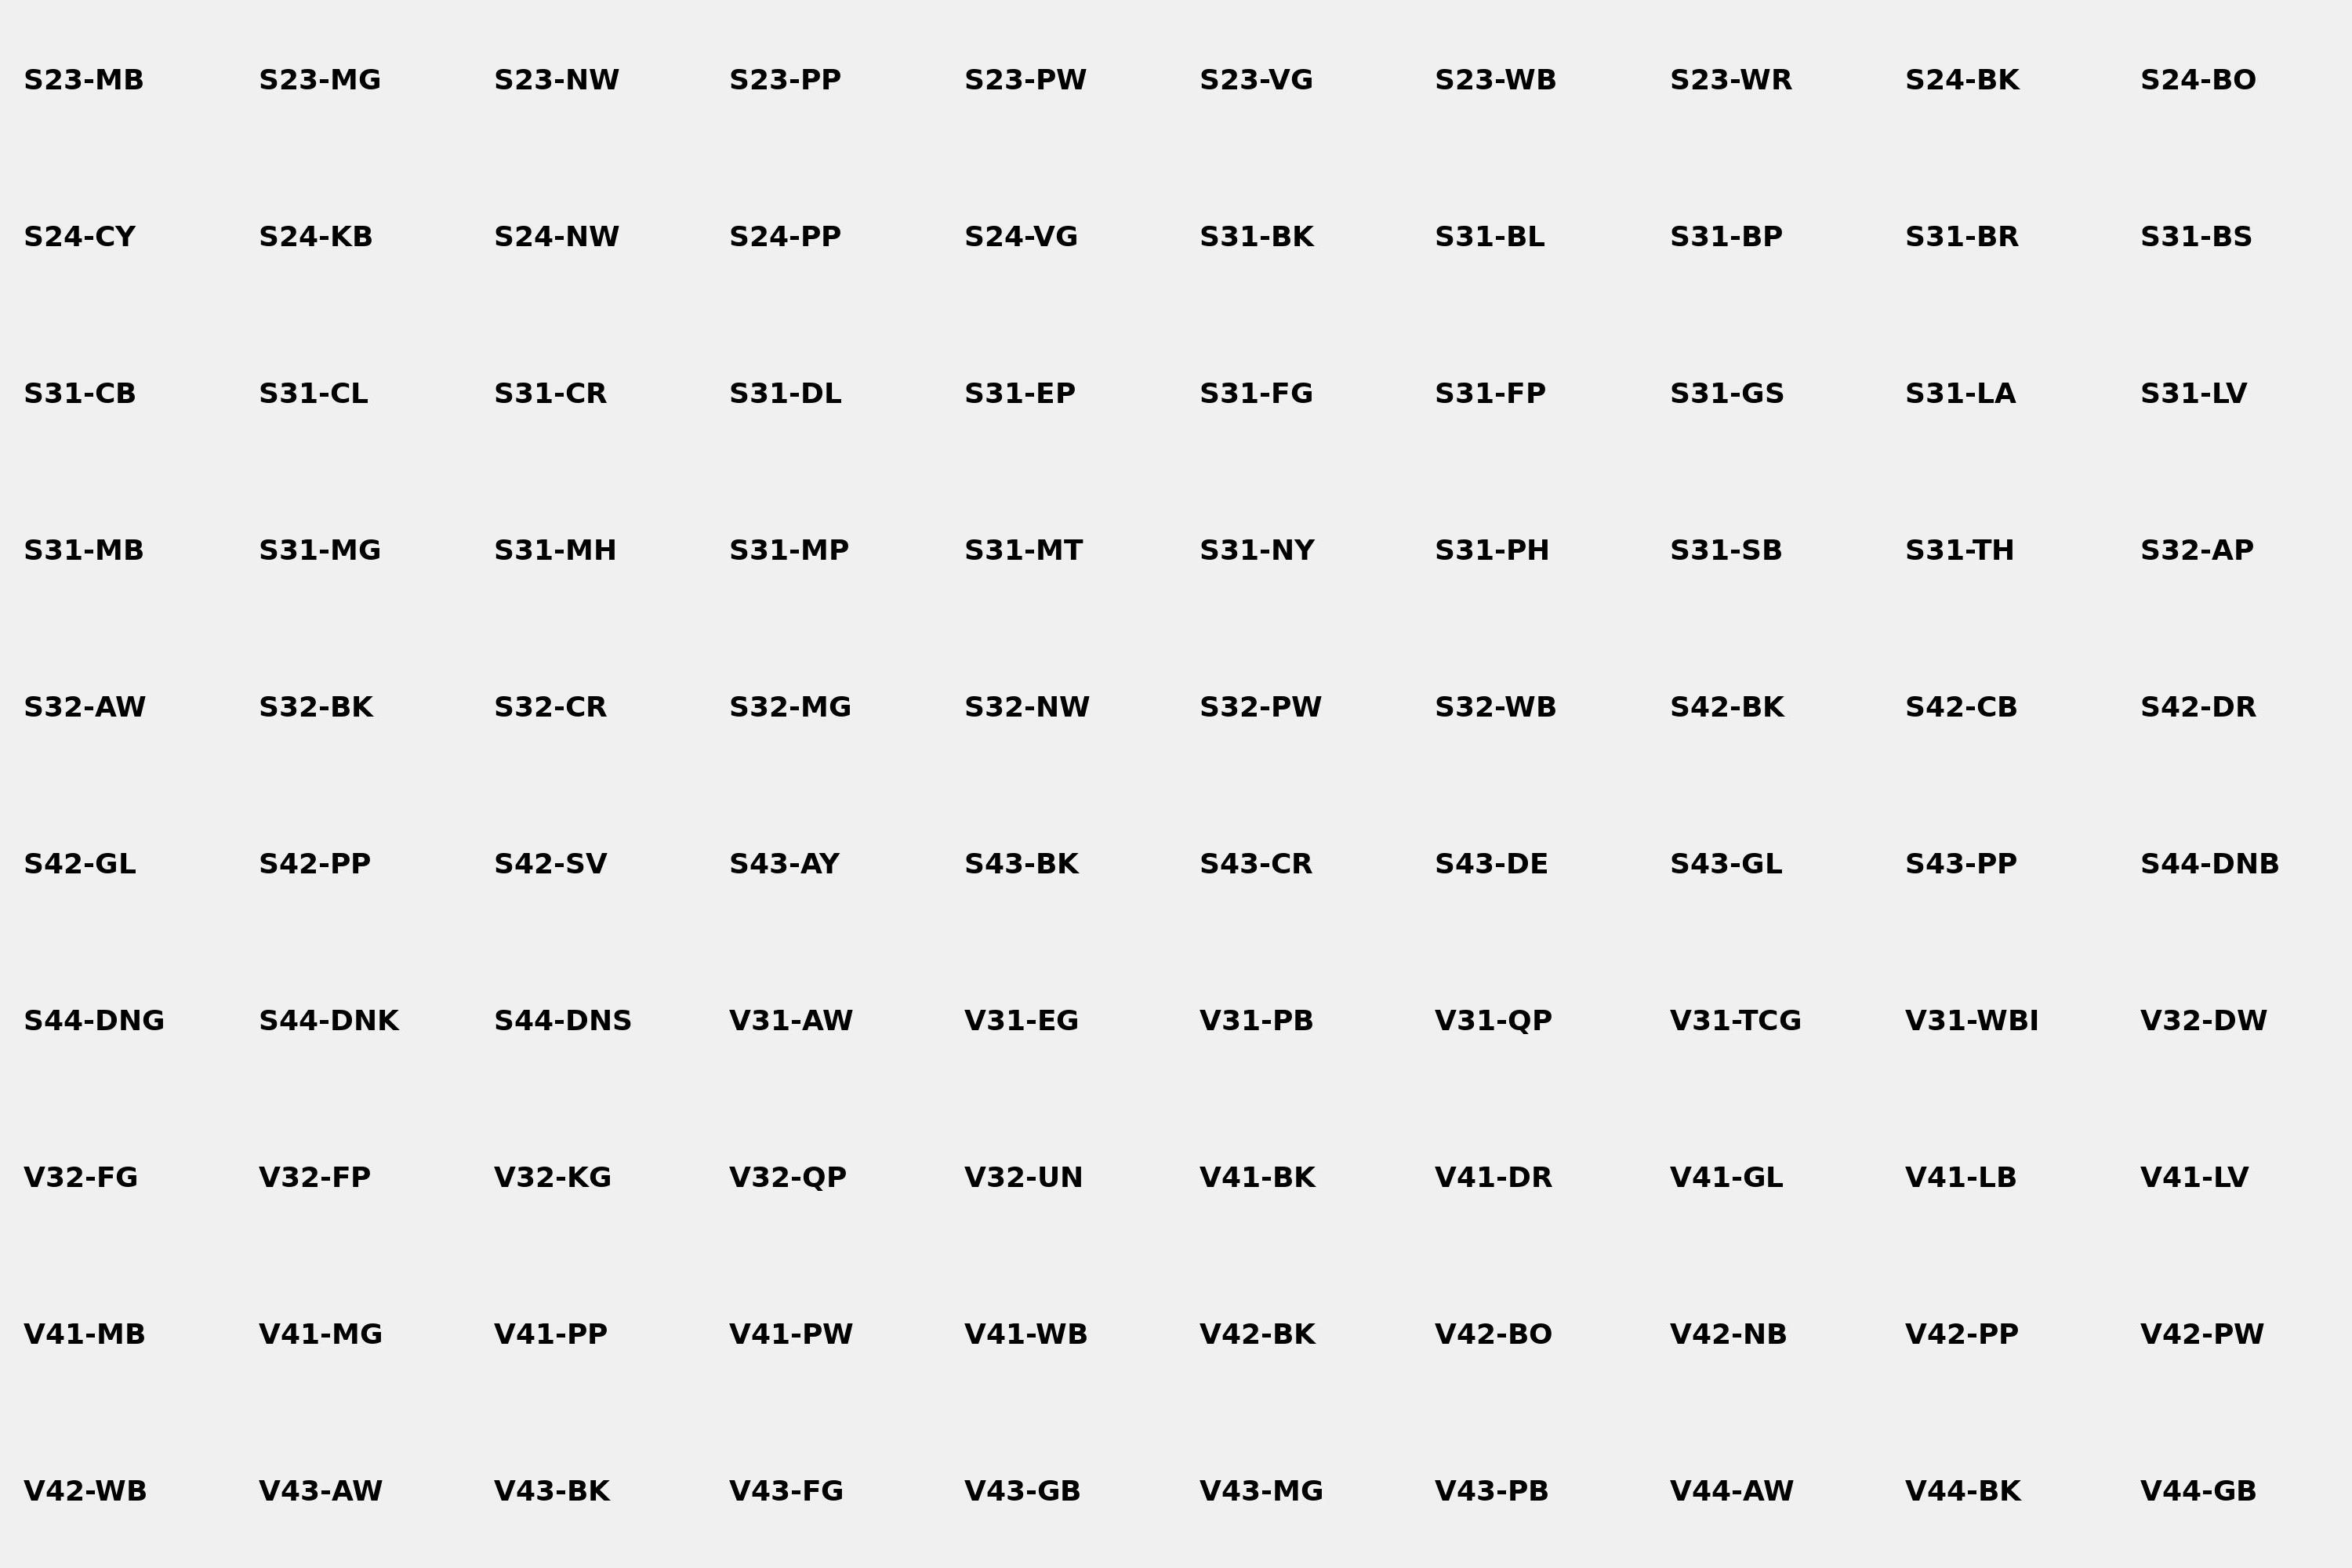 S23-MB S23-MG S23-NW S23-PP S23-PW S23-VG S23-WB S23-WR S24-BK S24-BO
S24-CY S24-KB S24-NW S24-PP S24-VG S31-BK S31-BL S31-BP S31-BR S31-BS
S31-CB S31-CL S31-CR S31-DL S31-EP S31-FG S31-FP S31-GS S31-LA S31-LV
S31-MB S31-MG S31-MH S31-MP S31-MT S31-NY S31-PH S31-SB S31-TH S32-AP
S32-AW S32-BK S32-CR S32-MG S32-NW S32-PW S32-WB S42-BK S42-CB S42-DR
S42-GL S42-PP S42-SV S43-AY S43-BK S43-CR S43-DE S43-GL S43-PP S44-DNB
S44-DNG S44-DNK S44-DNS V31-AW V31-EG V31-PB V31-QP V31-TCG V31-WBI V32-DW
V32-FG V32-FP V32-KG V32-QP V32-UN V41-BK V41-DR V41-GL V41-LB V41-LV
V41-MB V41-MG V41-PP V41-PW V41-WB V42-BK V42-BO V42-NB V42-PP V42-PW
V42-WB V43-AW V43-BK V43-FG V43-GB V43-MG V43-PB V44-AW V44-BK V44-GB